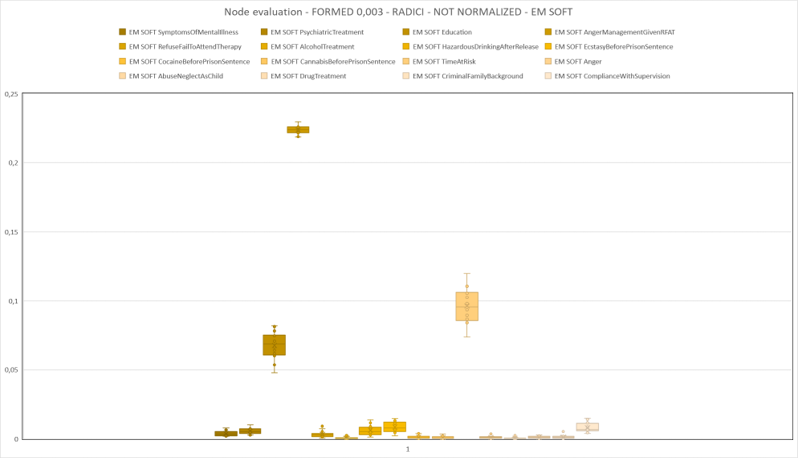 Node evaluation - FORMED 0,003 - RADICI - NOT NORMALIZED - EM SOFT
EM SOFT SymptomsOfMentalIllness EM SOFT PsychiatricTreatment EM SOFT Education EM SOFT AngerManagementGivenRFAT
EM SOFT RefuseFailToAttendTherapy EM SOFT AlcoholTreatment EM SOFT HazardousDrinkingAfterRelease EM SOFT EcstasyBeforePrisonSentence
EM SOFT CocaineBeforePrisonSentence EM SOFT CannabisBeforePrisonSentence EM SOFT TimeAtRisk EM SOFT Anger
EM SOFT AbuseNeglectAsChild EM SOFT DrugTreatment EM SOFT CriminalFamilyBackground EM SOFT ComplianceWithSupervision
0,25
0,2
0,15
0,1
0,05
0
1